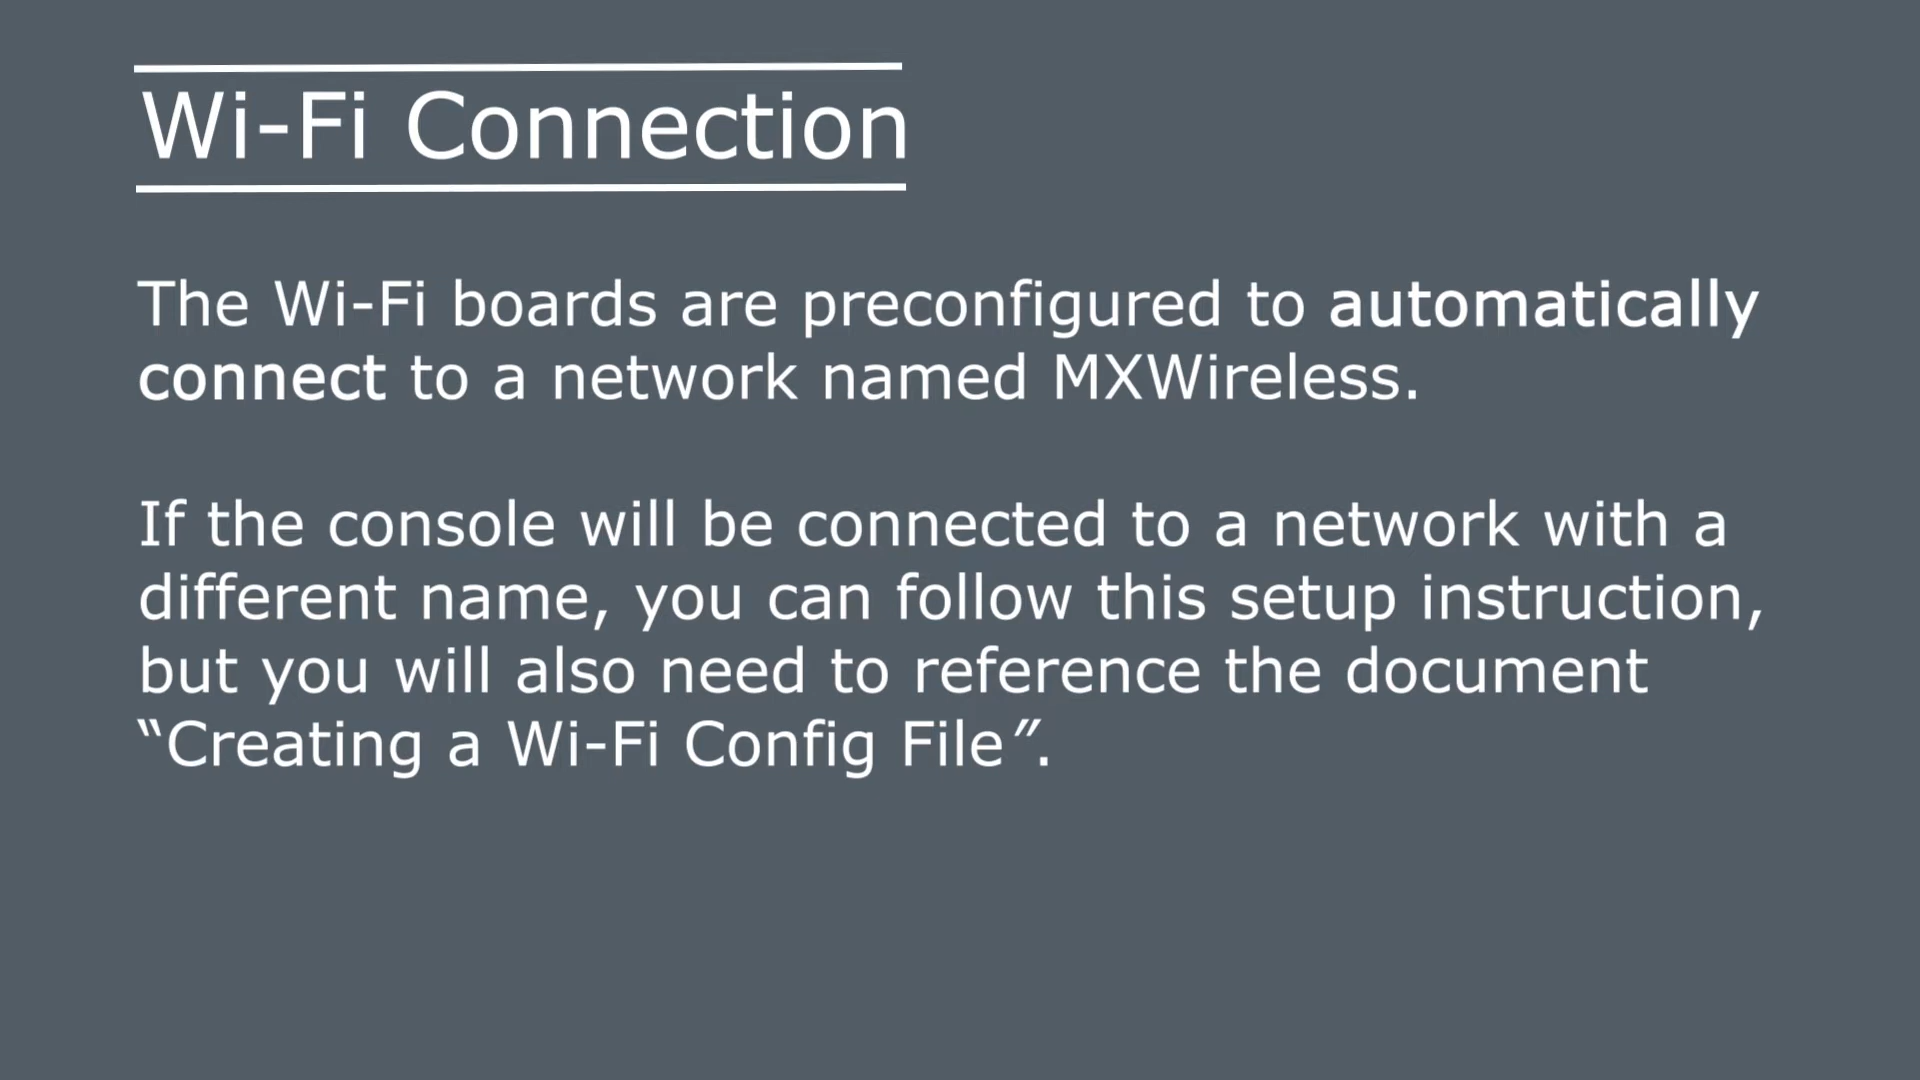 Wi-Fi Connection
The Wi-Fi boards are preconfigured to automatically
connect to a network named MXWireless.
If the console will be connected to a network with a
different name, you can follow this setup instruction,
but you will also need to reference the document
“Creating a Wi-Fi Config File”.